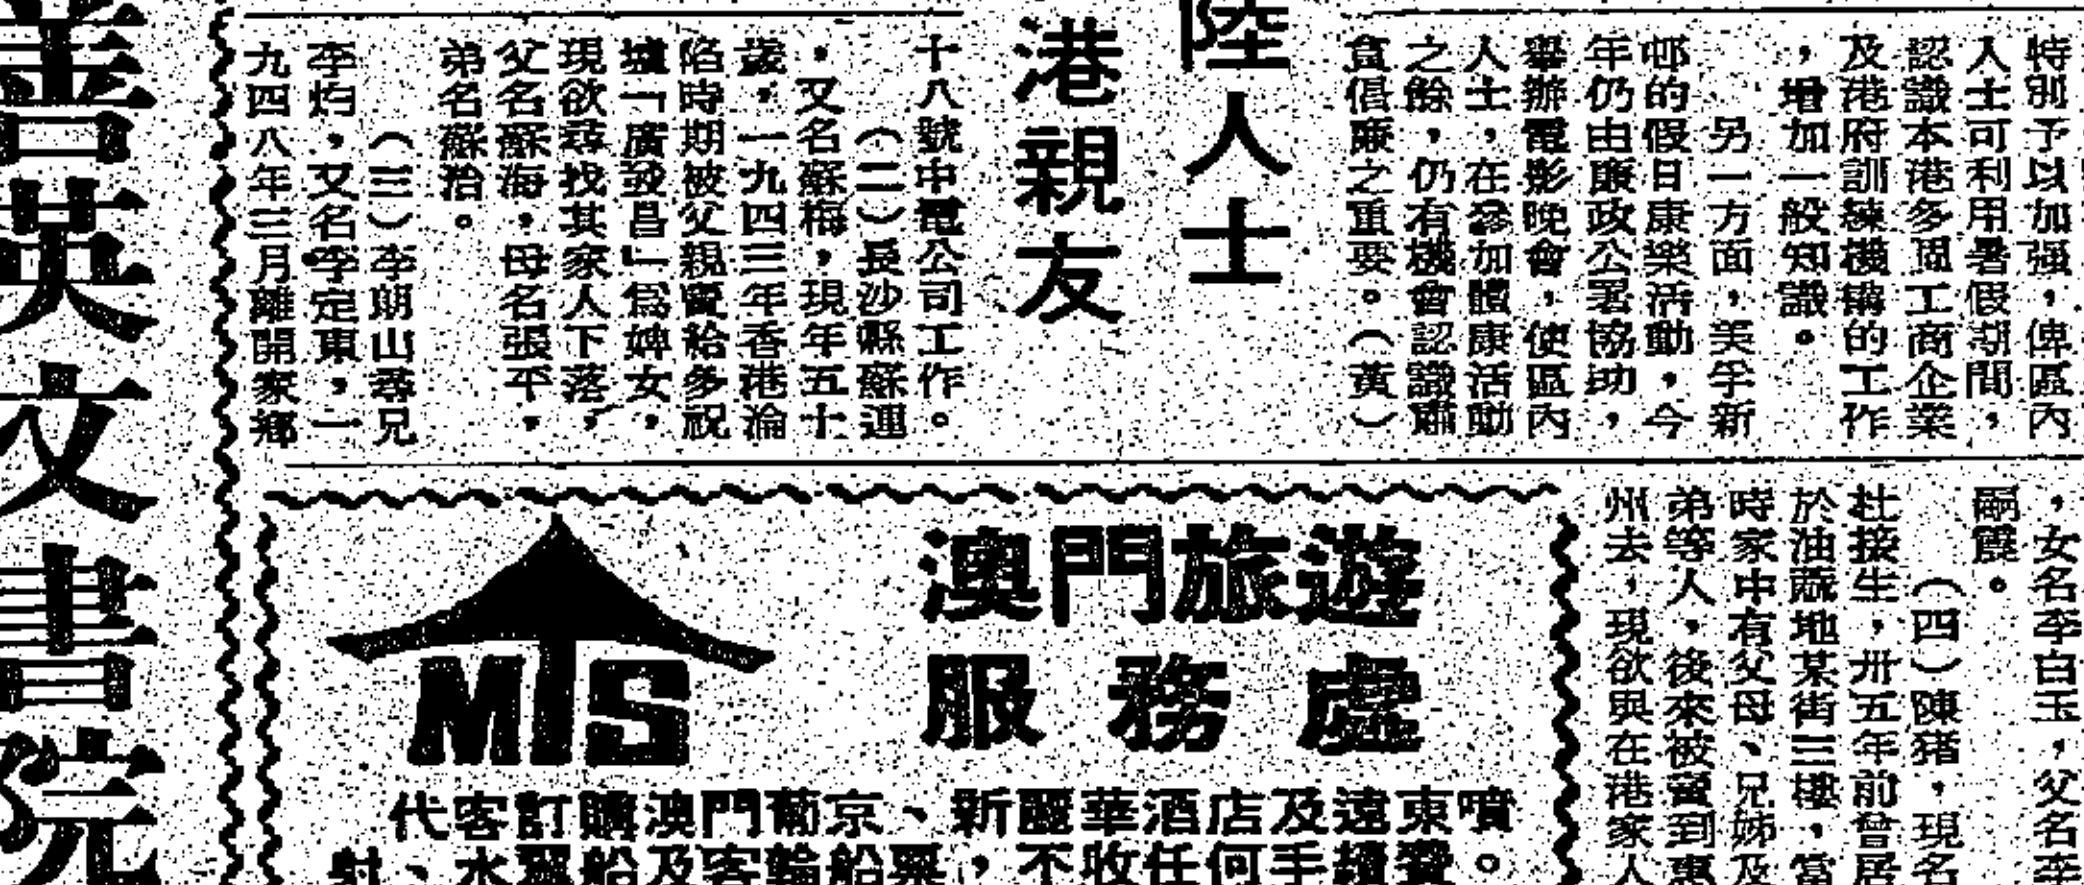 特別予以加強，俾區內
人士可利用暑假期間，
認識本港多周工商企業
及港府訓練機構的工作
，增加一般知識。
另一方面，美孚新
邨的假日康樂活動，今
年仍由廉政公署協助，
舉辦電影晚會，使區內
人士，在參加體康活動
之餘，仍有機會認識肅
貪倡廉之重要。（黃）
陸人士
港親友
十八號中電公司工作。
（二）長沙縣蘇運
，又名蘇梅，現年五十
歲，一九四三年香港淪
陷時期被父親賣給多祝
墟「廣發昌」爲婢女，
現欲尋找其家人下落，
父名蘇海，母名張平，
弟名蘇治。
（三）李朗山尋兄
李灼，又名李定東，一
九四八年三月離開家鄉
，女名李白玉，父名李
嗣霞。
（四）陳猪，現名
杜接生，卅五年前曾居
於油蔴地某街三樓，當
時家中有父母、兄姊及
弟等人，後來被賣到惠
州去，現欲與在港家人
善英文書院
澳門旅遊
服務處
MTS
代客訂購澳門葡京、新麗華酒店及遠東噴
射、水翼船及客輪船票，不收任何手續費。